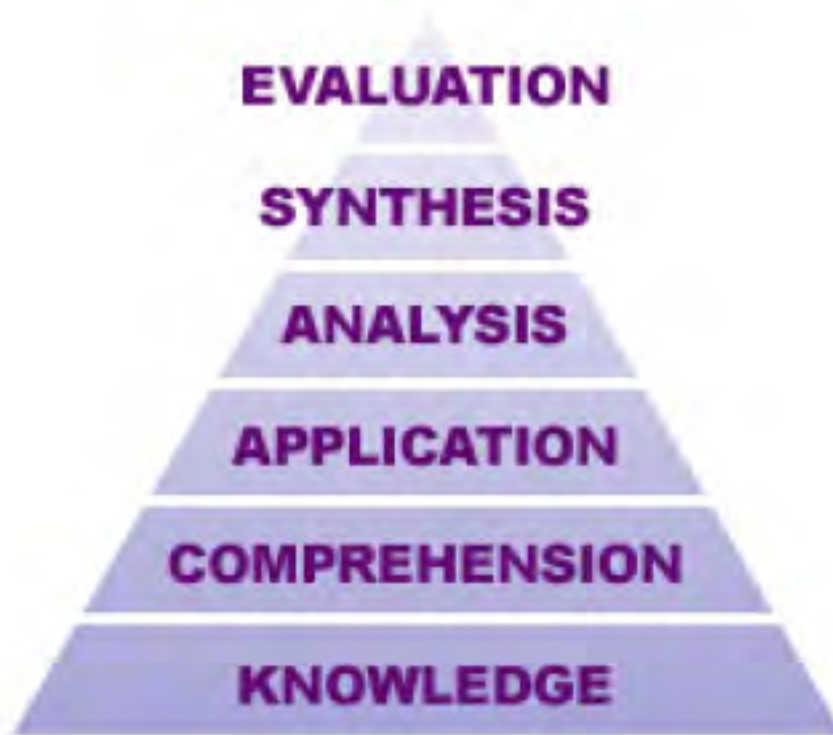 EVALUATION
SYNTHESIS
ANALYSIS
APPLICATION
COMPREHENSION
KNOWLEDGE